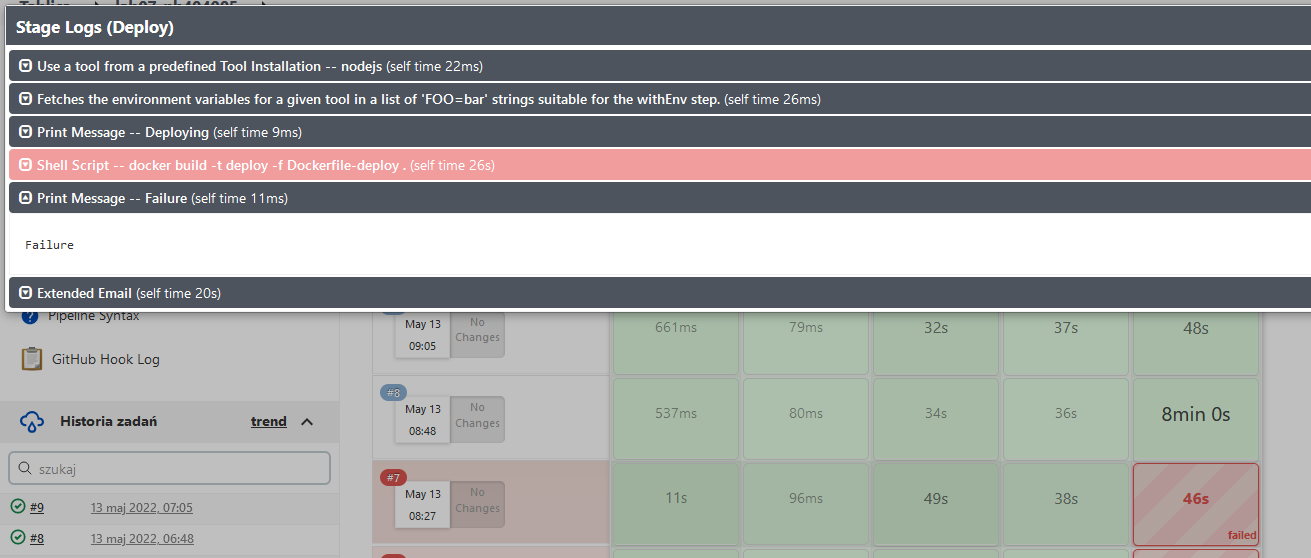 Stage Logs (Deploy)
Use a tool from a predefined Tool Installation -- nodejs (self time 22ms)
Fetches the environment variables for a given tool in a list of 'FOO=bar' strings suitable for the withEnv step. (self time 26ms)
Print Message -- Deploying (self time 9ms)
Shell Script -- docker build -t deploy -f Dockerfile-deploy . (self time 26s)
Print Message -- Failure (self time 11ms)
Failure
Extended Email (self time 20s)
Pipeline Syntax
GitHub Hook Log
Historia zadań trend
szukaj
#9 13 maj 2022, 07:05
#8 13 maj 2022, 06:48
May 13
09:05
No
Changes
661ms 79ms 32s 37s 48s
#8
May 13
08:48
No
Changes
537ms 80ms 34s 36s 8min 0s
#7
May 13
08:27
No
Changes
11s 96ms 49s 38s 46s
failed